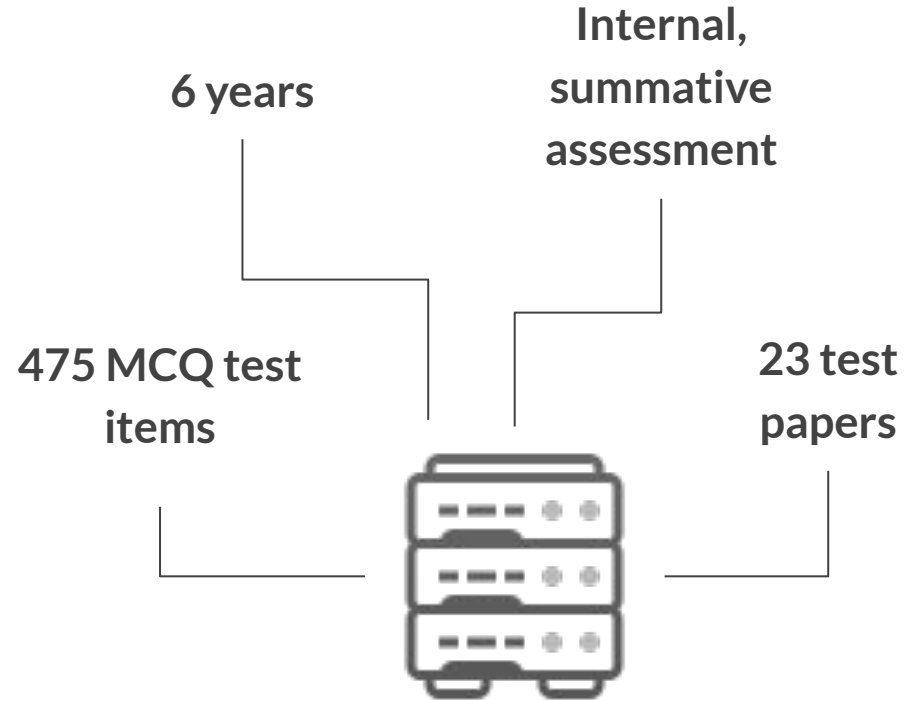 6 years
Internal,
summative
assessment
475 MCQ test
items
23 test
papers